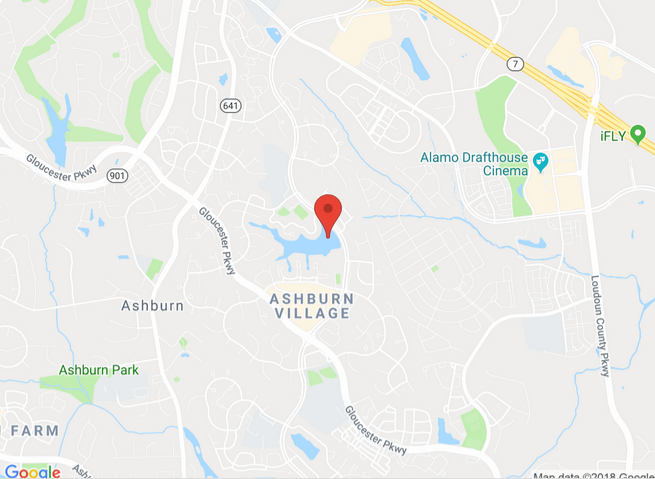 7
641
iFLY
Alamo Drafthouse
Cinema
Gloucester Pkwy
901
Gloucester Pkwy
Loudoun County Pkwy
Ashburn
ASHBURN
VILLAGE
Ashburn Park
Gloucester Pkwy
FARM
Google
Map data ©2018 Google